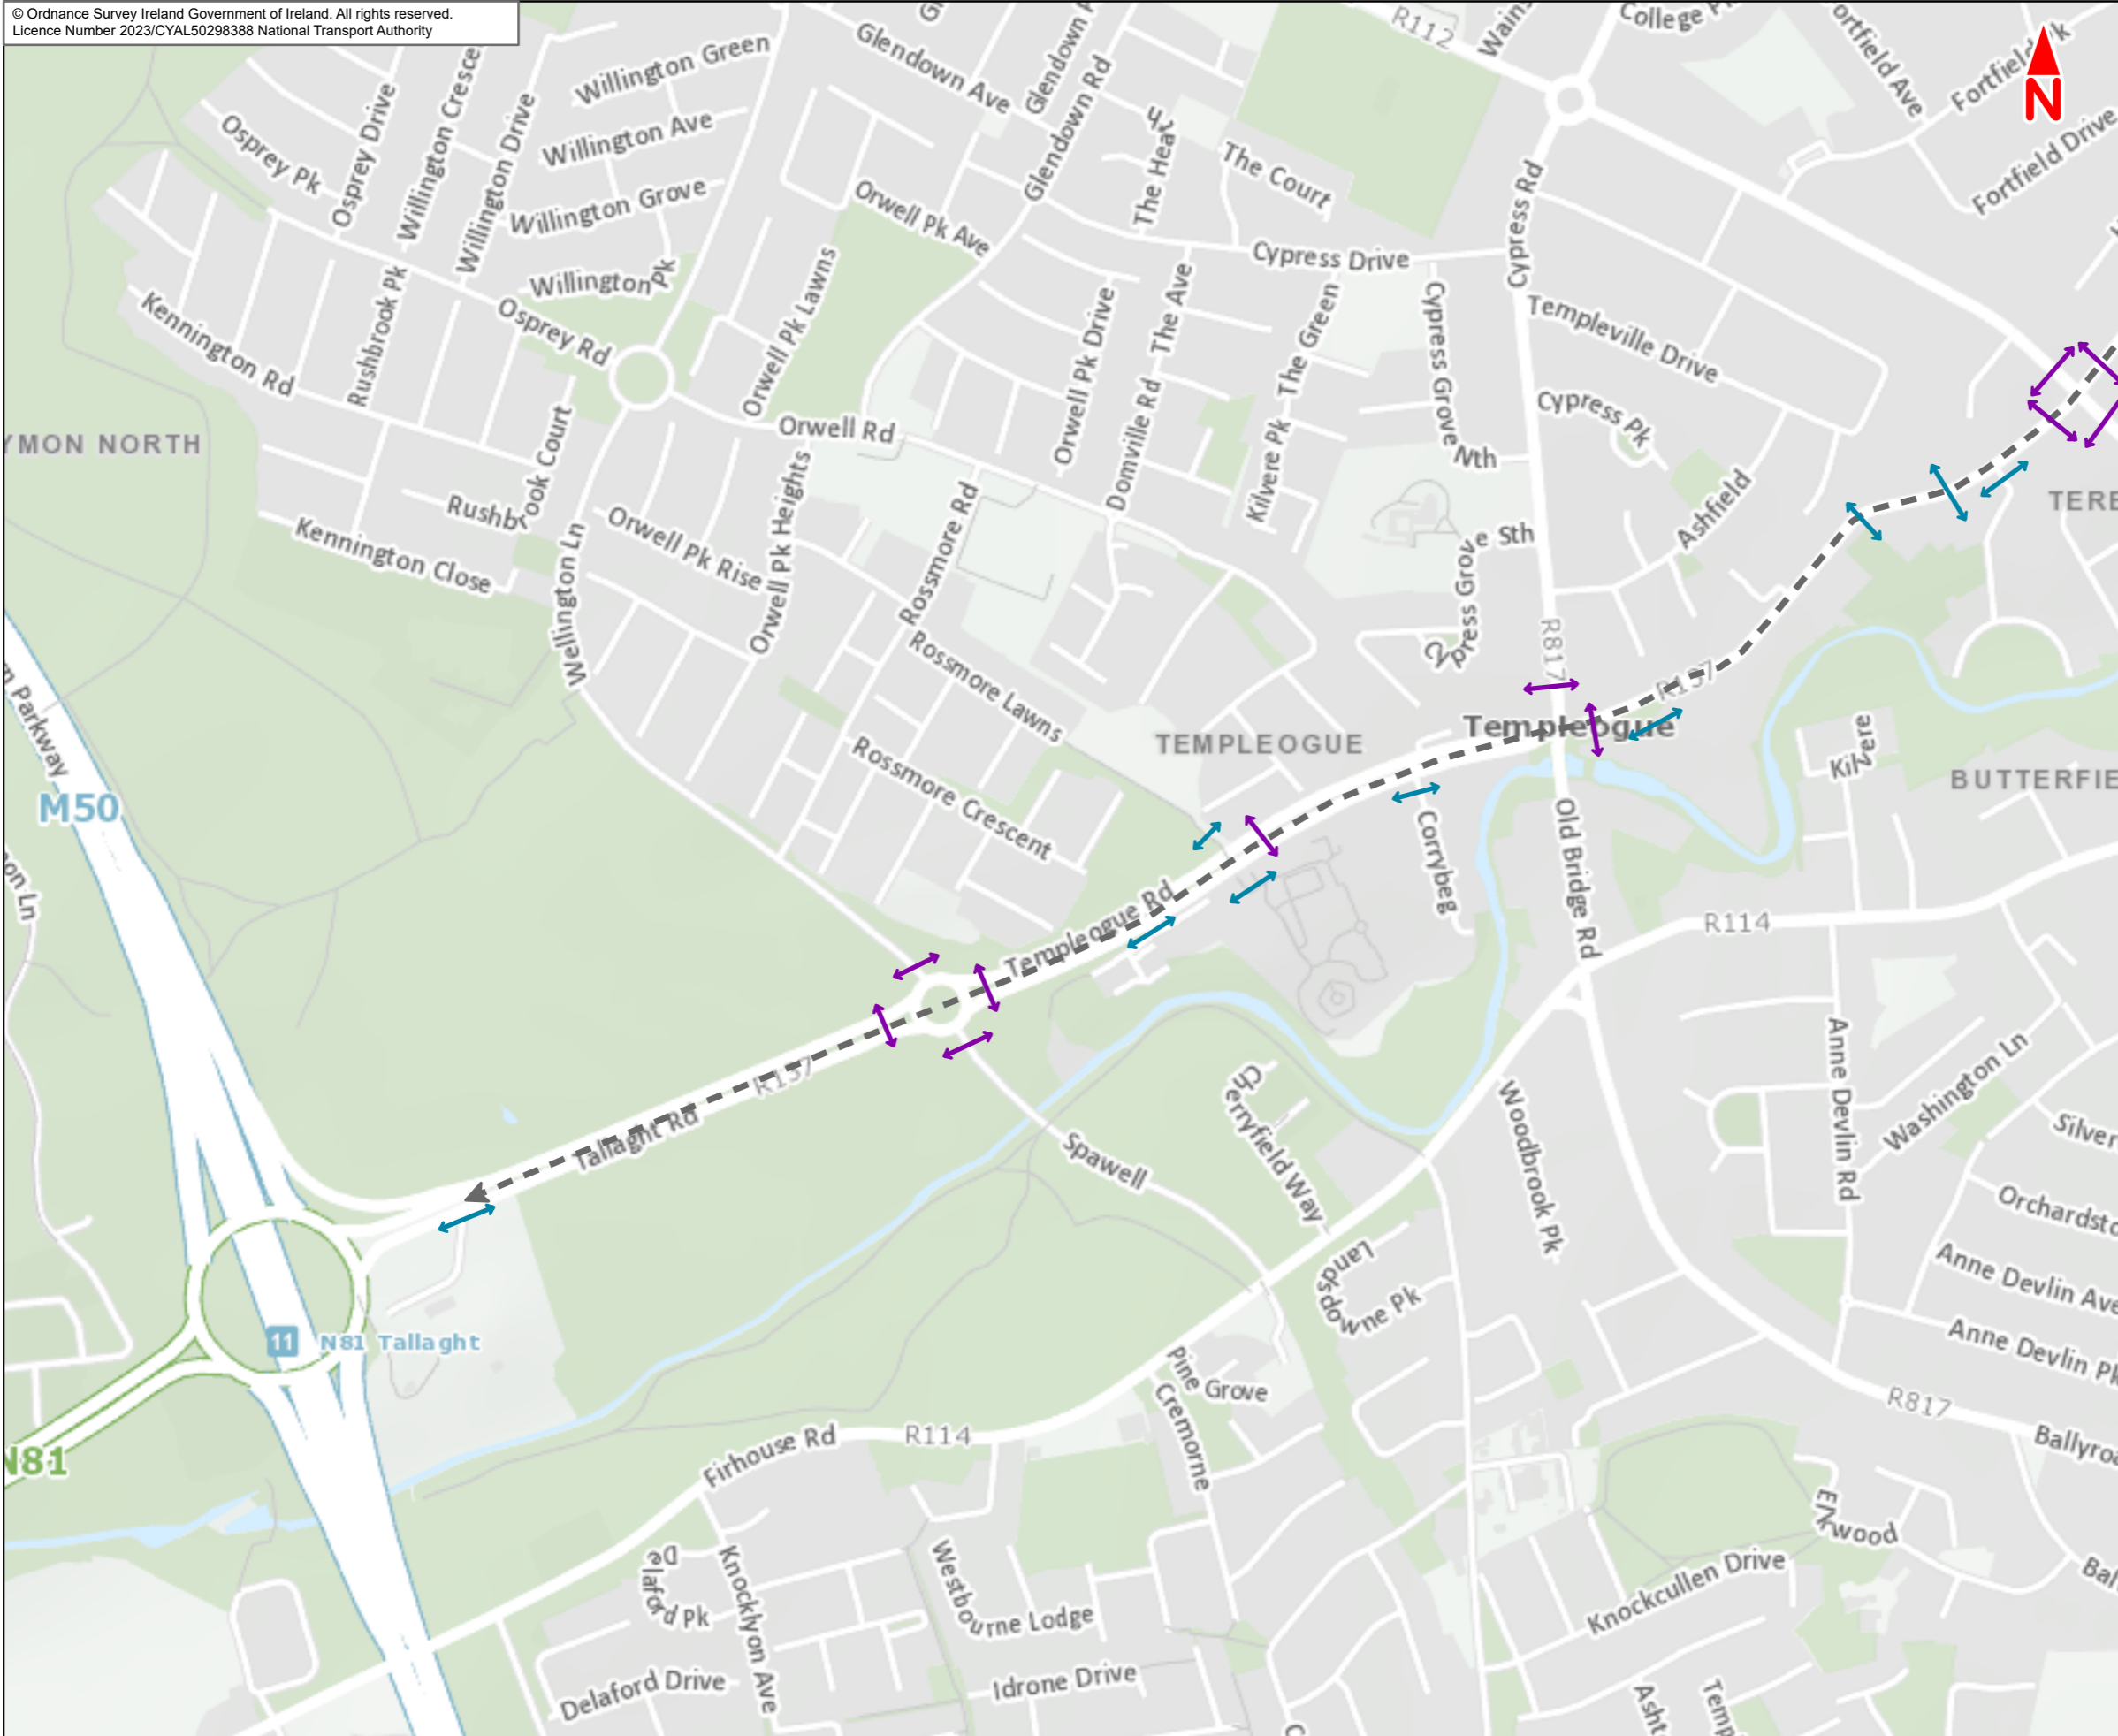 © Ordnance Survey Ireland Government of Ireland. All rights reserved.
Licence Number 2023/CYAL50298388 National Transport Authority
R112
College
Fortfield
Fortfield Drive
N
Glendown Ave
Glendown Rd
Willington Green
Willington Ave
Willington Grove
Willington Pk
Willington Drive
Osprey Drive
Osprey Pk
Osprey Rd
The Court
Cypress Rd
Cypress Drive
Orwell Pk Ave
Orwell Pk Lawns
Orwell Pk Drive
The Ave
The Green
Cypress Grove Nth
Templeville Drive
Cypress Pk
Kennington Rd
Rushbrook Pk
Rushbrook Court
Orwell Rd
Domville Rd
Kilvere Pk
YMON NORTH
Orwell Pk Heights
Orwell Pk Rise
Rossmore Rd
Cypress Grove Sth
Ashfield
TERE
Kennington Close
Wellington Ln
Rossmore Lawns
R817
R137
Templeogue
TEMPLEOGUE
Kilvere
BUTTERFIE
M50
Rossmore Crescent
Corrybeg
Old Bridge Rd
R114
Templeogue Rd
R137
Tallaght Rd
Spawell
Cherryfield Way
Woodbrook Pk
Anne Devlin Rd
Washington Ln
Lansdowne Pk
Anne Devlin Ave
Anne Devlin Pk
11 N81 Tallaght
Pine Grove
Cremorne
R817
N81
Firhouse Rd
R114
Delaford Pk
Knocklyon Ave
Westbourne Lodge
Knockcullen Drive
Elkwood
Delaford Drive
Idrone Drive